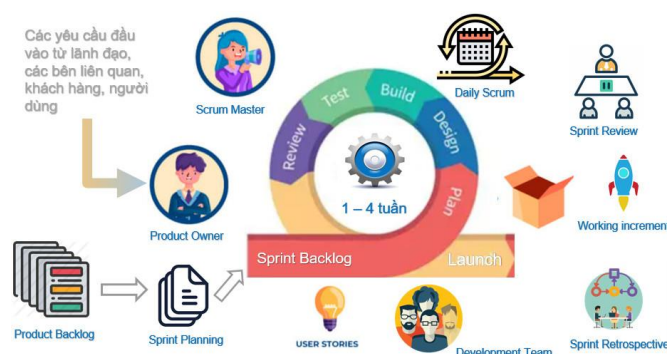 Các yêu cầu đầu
vào từ lãnh đạo,
các bên liên quan,
khách hàng, người
dùng
Scrum Master
Product Owner
Product Backlog
Sprint Planning
Sprint Backlog
Launch
Plan
Design
Build
Test
Review
1 – 4 tuần
USER STORIES
Development Team
Daily Scrum
Sprint Review
Working increment
Sprint Retrospective